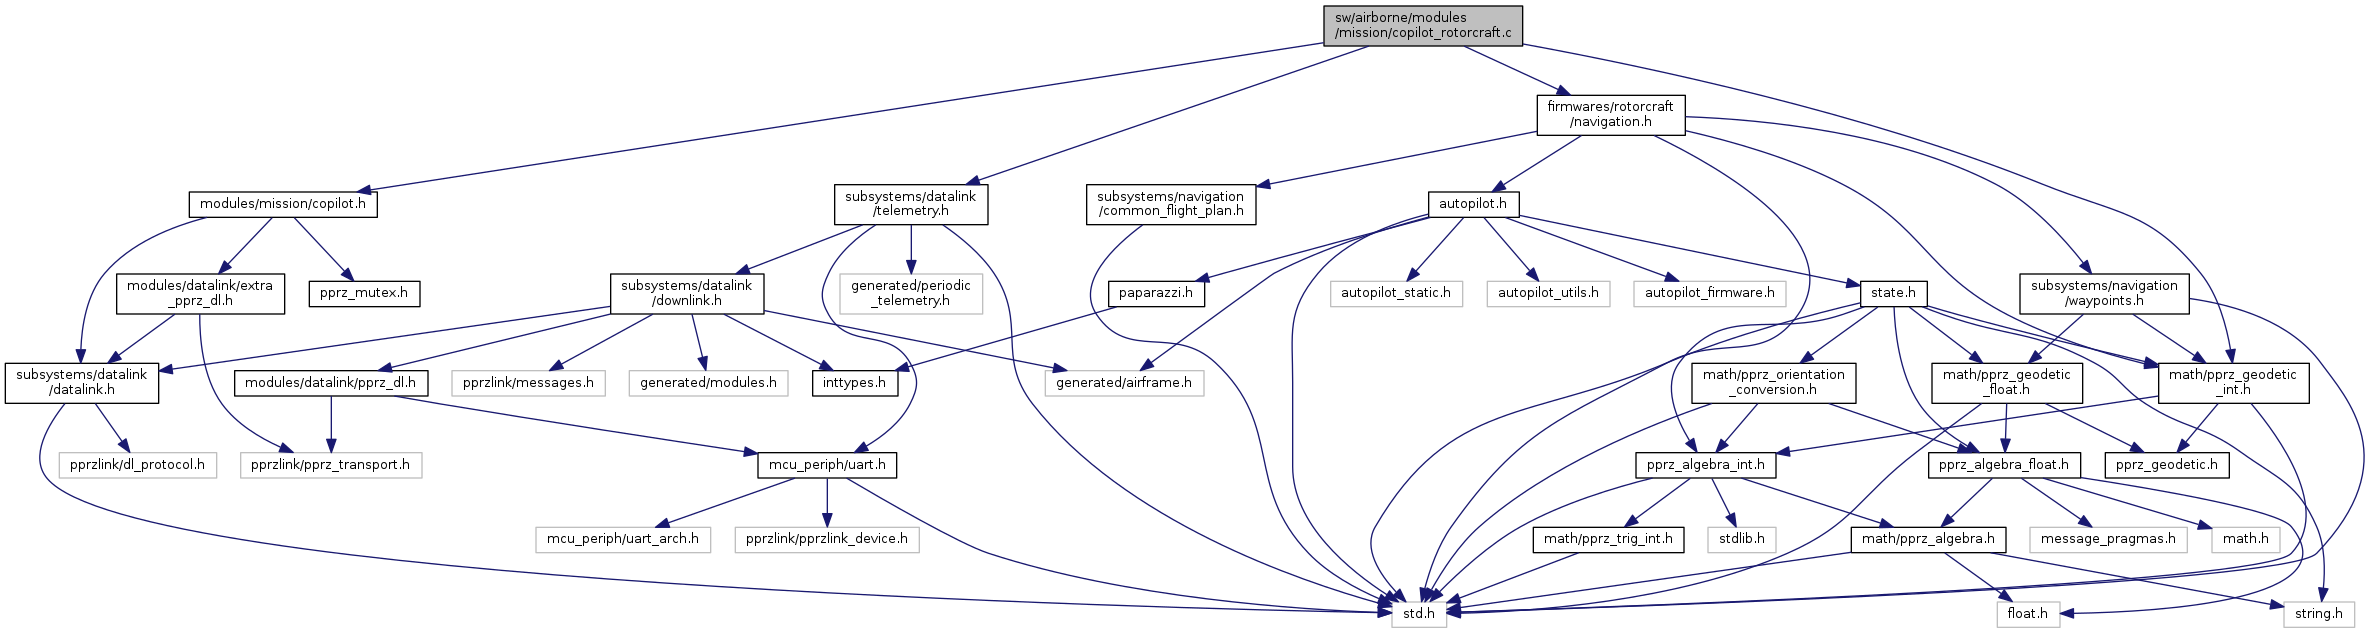 sw/airborne/modules
/mission/copilot_rotorcraft.c
firmwares/rotorcraft
/navigation.h
modules/mission/copilot.h
subsystems/datalink
/telemetry.h
subsystems/navigation
/common_flight_plan.h
autopilot.h
modules/datalink/extra
_pprz_dl.h
pprz_mutex.h
subsystems/datalink
/downlink.h
generated/periodic
_telemetry.h
paparazzi.h
autopilot_static.h
autopilot_utils.h
autopilot_firmware.h
state.h
subsystems/navigation
/waypoints.h
subsystems/datalink
/datalink.h
modules/datalink/pprz_dl.h
pprzlink/messages.h
generated/modules.h
inttypes.h
generated/airframe.h
math/pprz_orientation
_conversion.h
math/pprz_geodetic
_float.h
math/pprz_geodetic
_int.h
pprzlink/dl_protocol.h
pprzlink/pprz_transport.h
mcu_periph/uart.h
pprz_algebra_int.h
pprz_algebra_float.h
pprz_geodetic.h
mcu_periph/uart_arch.h
pprzlink/pprzlink_device.h
math/pprz_trig_int.h
stdlib.h
math/pprz_algebra.h
message_pragmas.h
math.h
std.h
float.h
string.h